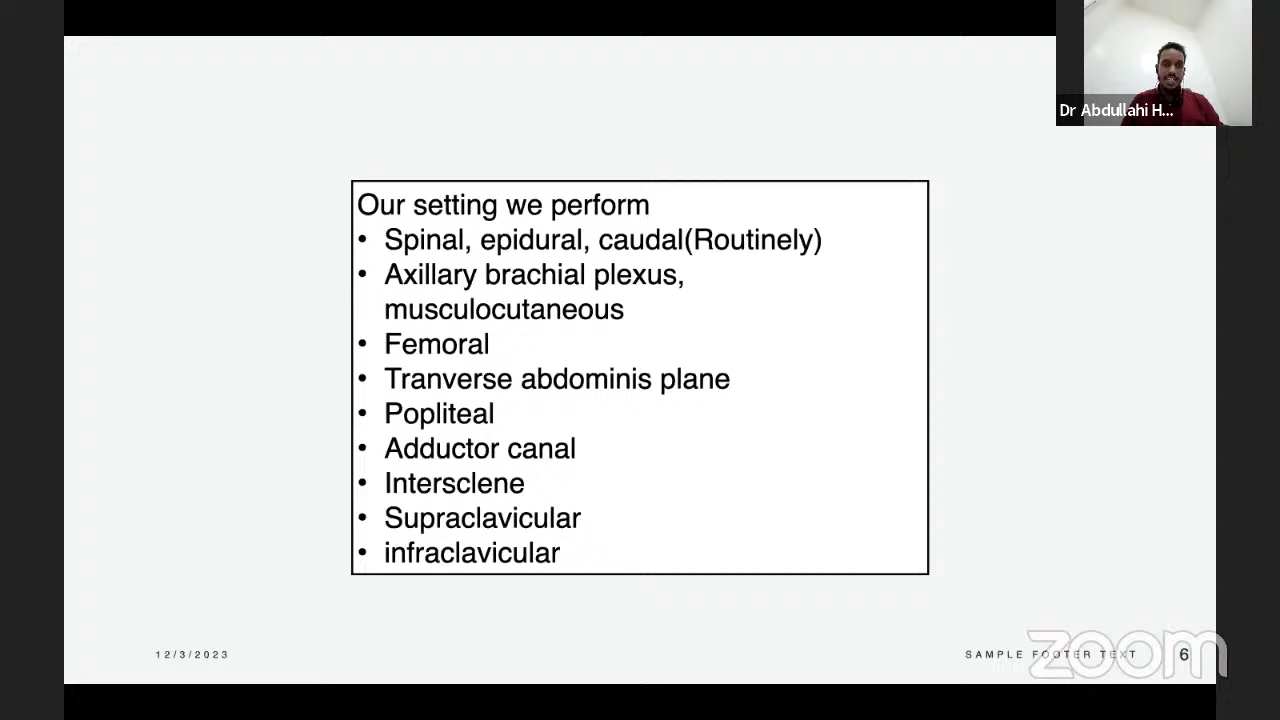 Dr Abdullahi H...
Our setting we perform
• Spinal, epidural, caudal(Routinely)
• Axillary brachial plexus,
musculocutaneous
• Femoral
• Tranverse abdominis plane
• Popliteal
• Adductor canal
• Intersclene
• Supraclavicular
• infraclavicular
12/3/2023
SAMPLE FOOTER TEXT
6
zoom